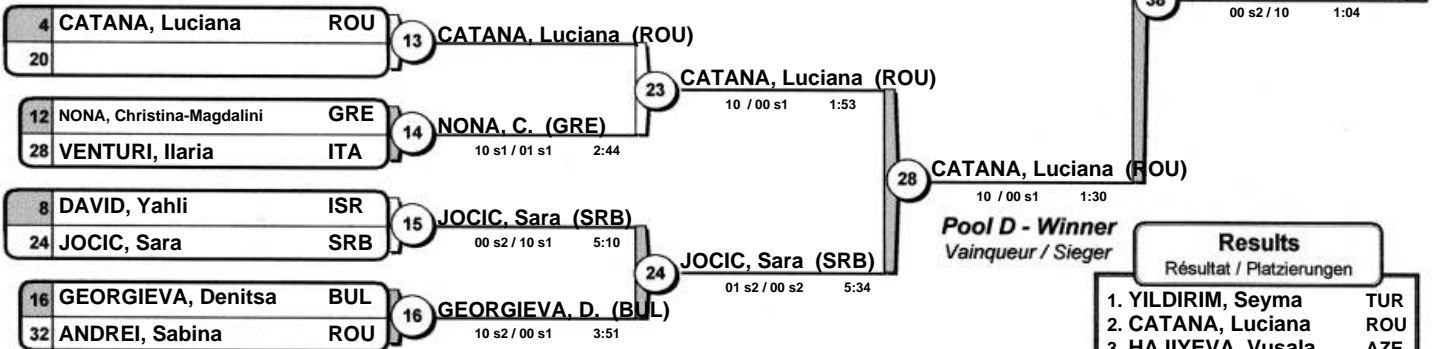 38
00 s2 / 10 1:04
4 CATANA, Luciana ROU
20
13 CATANA, Luciana (ROU)
23 CATANA, Luciana (ROU)
10 / 00 s1 1:53
12 NONA, Christina-Magdalini GRE
28 VENTURI, Ilaria ITA
14 NONA, C. (GRE)
10 s1 / 01 s1 2:44
28 CATANA, Luciana (ROU)
10 / 00 s1 1:30
8 DAVID, Yahli ISR
24 JOCIC, Sara SRB
15 JOCIC, Sara (SRB)
00 s2 / 10 s1 5:10
24 JOCIC, Sara (SRB)
01 s2 / 00 s2 5:34
16 GEORGIEVA, Denitsa BUL
32 ANDREI, Sabina ROU
16 GEORGIEVA, D. (BUL)
10 s2 / 00 s1 3:51
Pool D - Winner
Vainqueur / Sieger
Results
Résultat / Platzierungen
1. YILDIRIM, Seyma TUR
2. CATANA, Luciana ROU
3. HAJIYEVA, Vusala AZE